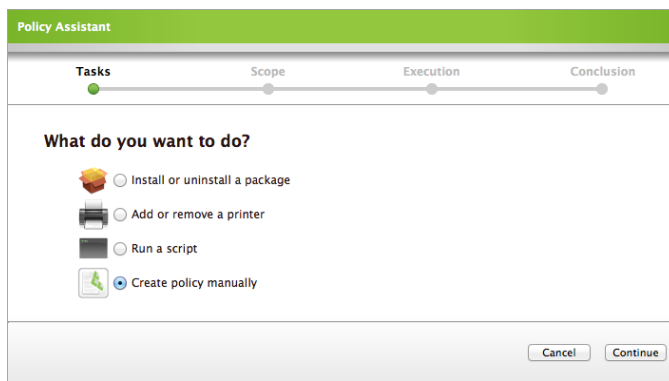 Policy Assistant
Tasks Scope Execution Conclusion
What do you want to do?
Install or uninstall a package
Add or remove a printer
Run a script
Create policy manually
Cancel Continue